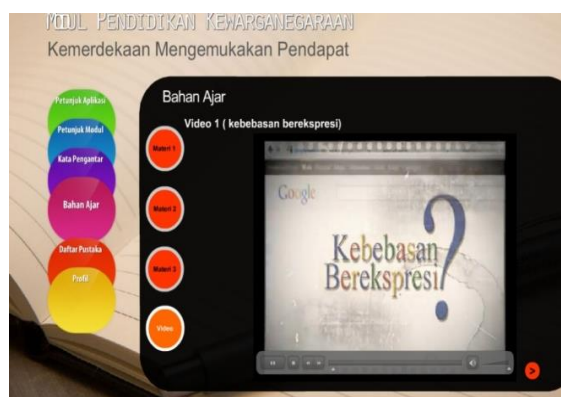 MODUL PENDIDIKAN KEWARGANEGARAAN
Kemerdekaan Mengemukakan Pendapat
Petunjuk Aplikasi
Petunjuk Modul
Kata Pengantar
Bahan Ajar
Daftar Pustaka
Profil
Bahan Ajar
Video 1 ( kebebasan berekspresi)
Materi 1
Materi 2
Materi 3
Video
Google
Kebebasan
Berekspresi?
>